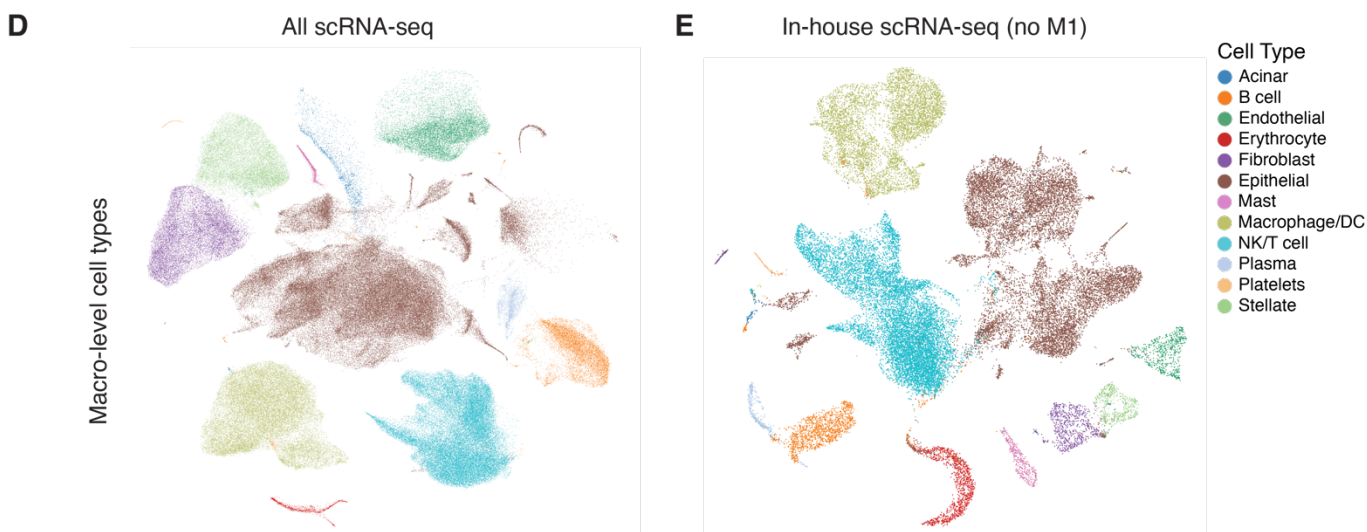 D
All scRNA-seq
E
In-house scRNA-seq (no M1)
Macro-level cell types
Cell Type
Acinar
B cell
Endothelial
Erythrocyte
Fibroblast
Epithelial
Mast
Macrophage/DC
NK/T cell
Plasma
Platelets
Stellate